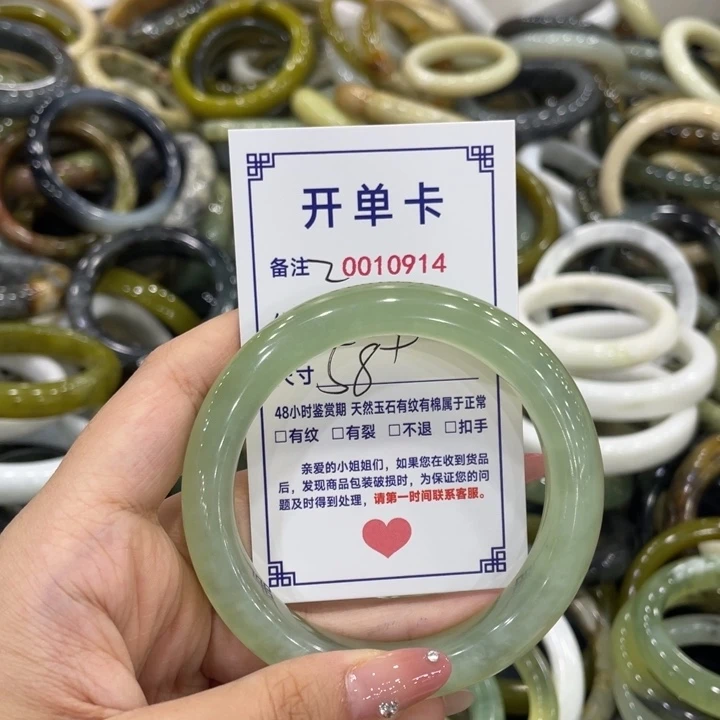 开单卡
备注 0010914
寸 58+
48小时鉴赏期 天然玉石有纹有棉属于正常
□有纹 □有裂 □不退 □扣手
亲爱的小姐姐们，如果您在收到货品
后，发现商品包装破损时，为保证您的问
题及时得到处理，请第一时间联系客服。